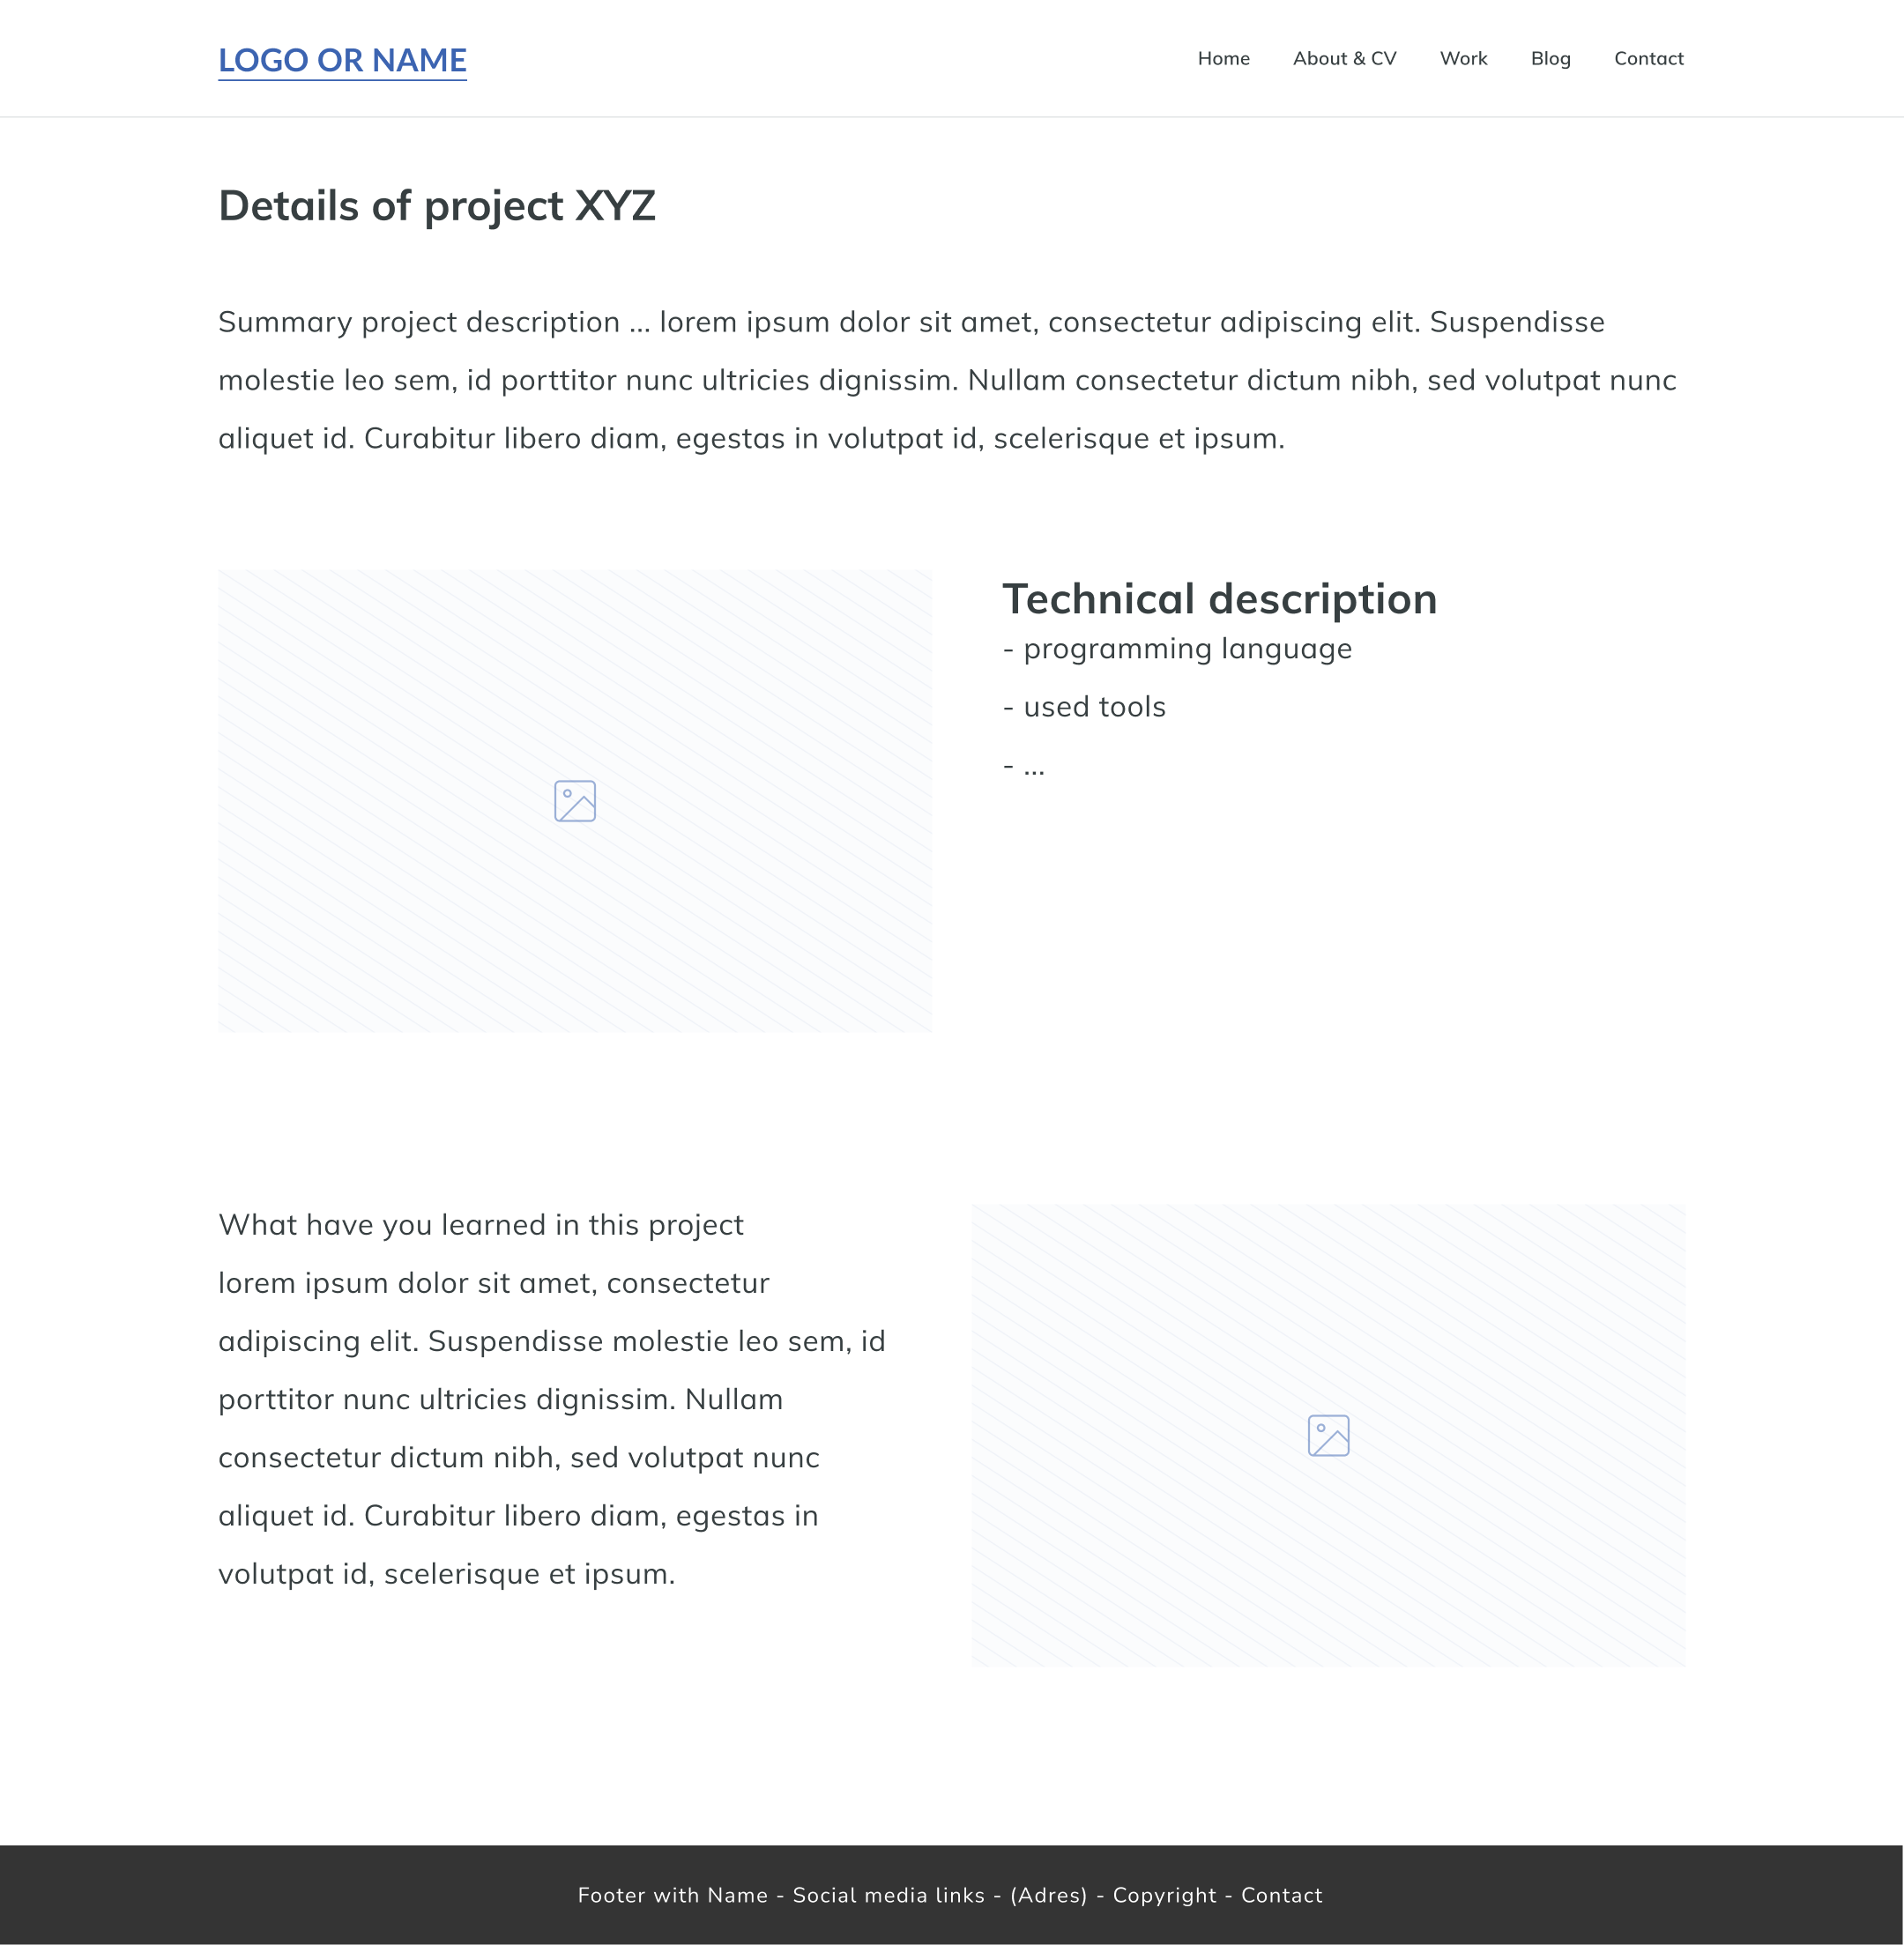 LOGO OR NAME
Home About & CV Work Blog Contact
Details of project XYZ
Summary project description ... lorem ipsum dolor sit amet, consectetur adipiscing elit. Suspendisse
molestie leo sem, id porttitor nunc ultricies dignissim. Nullam consectetur dictum nibh, sed volutpat nunc
aliquet id. Curabitur libero diam, egestas in volutpat id, scelerisque et ipsum.
Technical description
- programming language
- used tools
- ...
What have you learned in this project
lorem ipsum dolor sit amet, consectetur
adipiscing elit. Suspendisse molestie leo sem, id
porttitor nunc ultricies dignissim. Nullam
consectetur dictum nibh, sed volutpat nunc
aliquet id. Curabitur libero diam, egestas in
volutpat id, scelerisque et ipsum.
Footer with Name - Social media links - (Adres) - Copyright - Contact